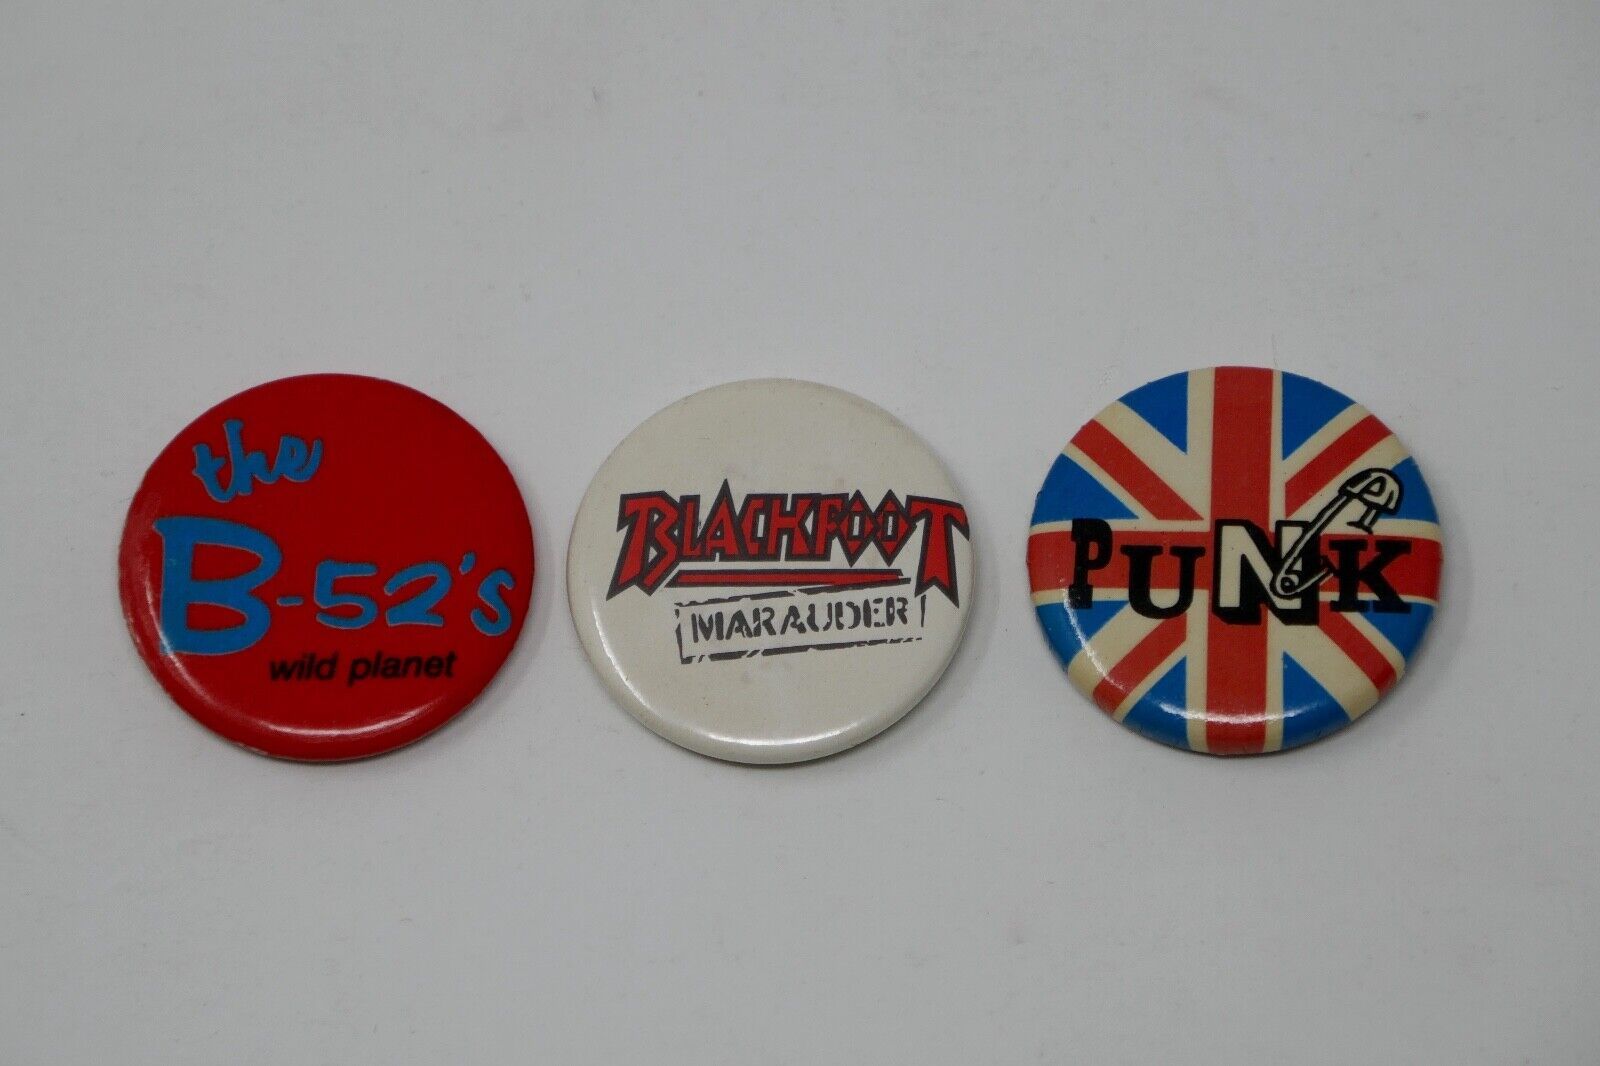 the
B-52's
wild planet
BLACKFOOT
MARAUDER
PUNK